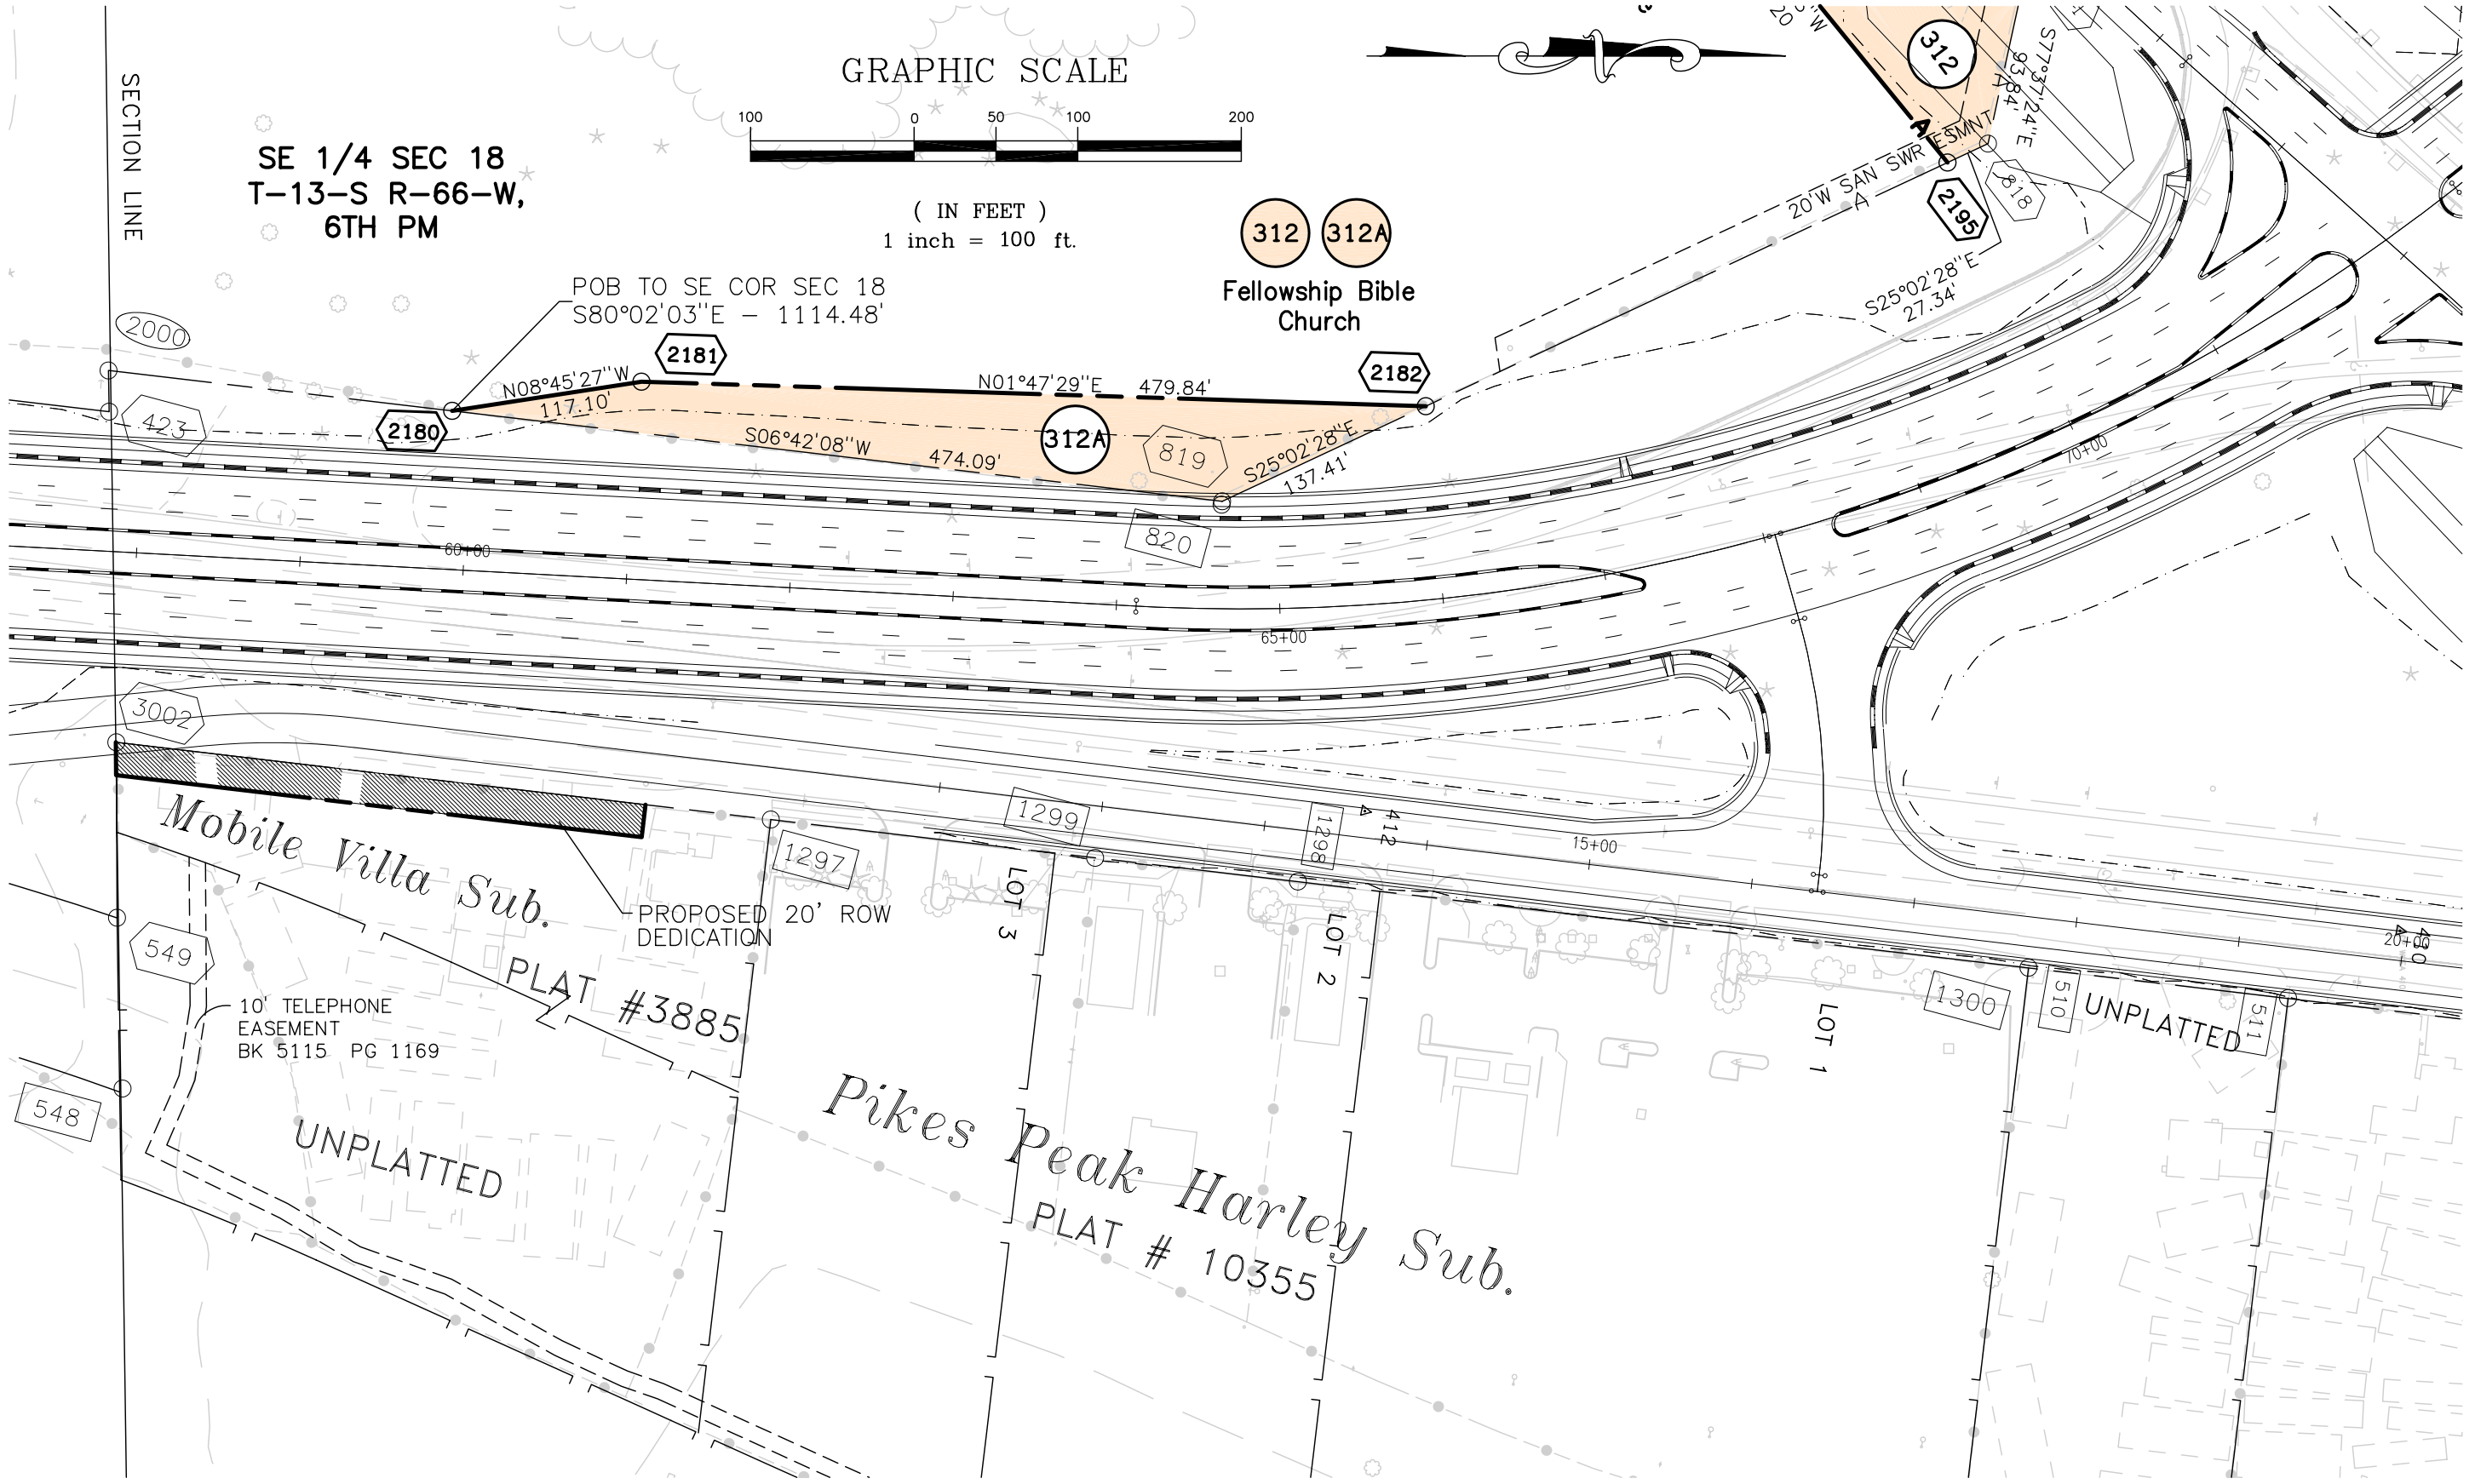 GRAPHIC SCALE
100 0 50 100 200
( IN FEET )
1 inch = 100 ft.
SECTION LINE
SE 1/4 SEC 18
T-13-S R-66-W,
6TH PM
312
S77°37'24"E
93.84'
A
A
20'W SAN SWR ESMNT
A
818
2195
312 312A
Fellowship Bible
Church
S25°02'28"E
27.34'
POB TO SE COR SEC 18
S80°02'03"E - 1114.48'
2000
2181
2182
N08°45'27"W
117.10'
N01°47'29"E 479.84'
423
2180
S06°42'08"W 474.09'
312A
819
S25°02'28"E
137.41'
820
60+00
65+00
70+00
3002
Mobile Villa Sub.
PLAT #3885
PROPOSED 20' ROW
DEDICATION
1297
1299
1298
412
15+00
LOT 3
LOT 2
LOT 1
1300
510
UNPLATTED
511
20+00
549
10' TELEPHONE
EASEMENT
BK 5115 PG 1169
548
UNPLATTED
Pikes Peak Harley Sub.
PLAT # 10355